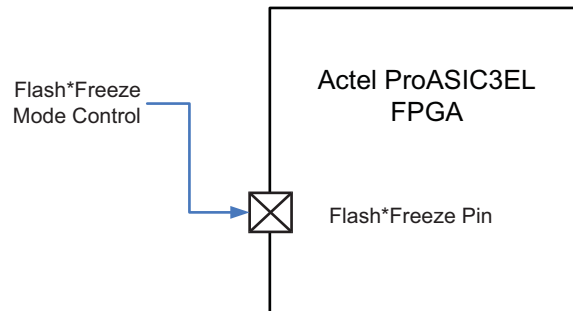 Actel ProASIC3EL
FPGA
Flash*Freeze
Mode Control
Flash*Freeze Pin